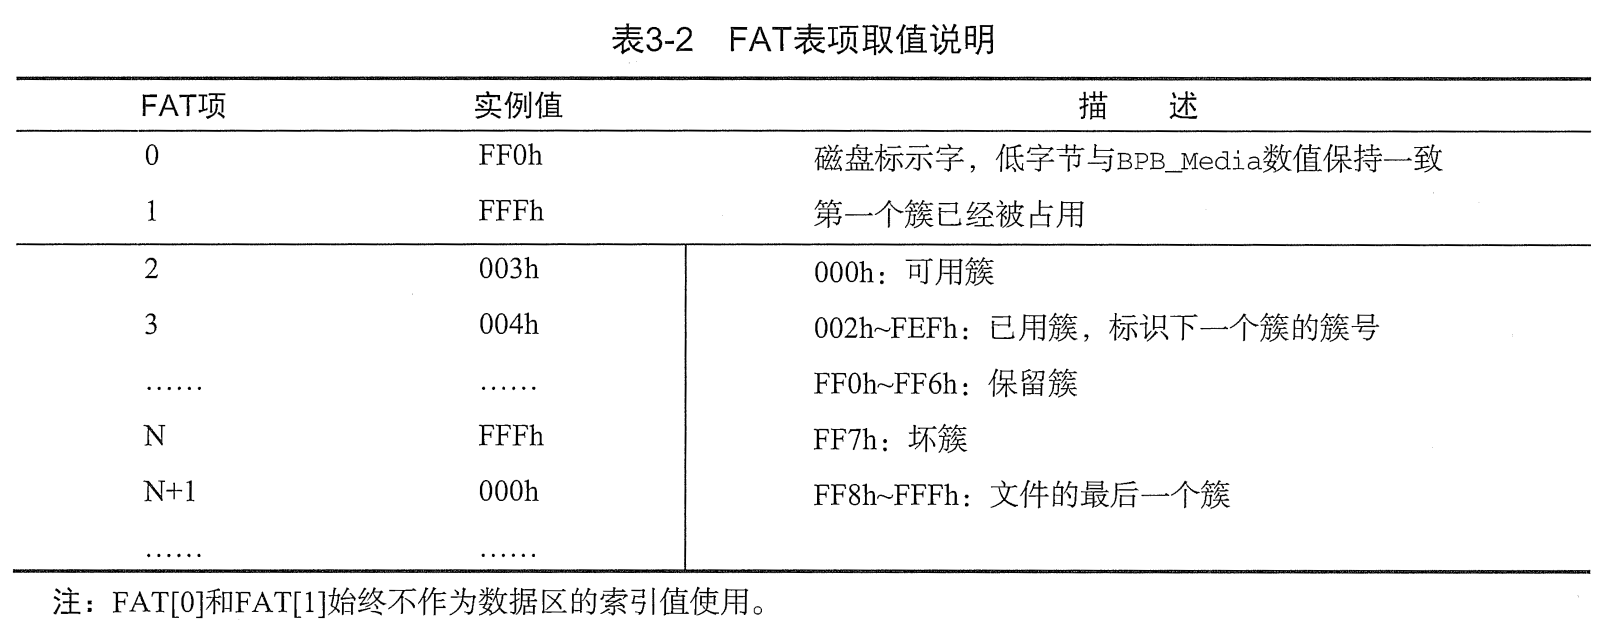 表3-2 FAT表项取值说明
FAT项 实例值 描 述
0 FF0h 磁盘标示字，低字节与BPB_Media数值保持一致
1 FFFh 第一个簇已经被占用
2 003h 000h：可用簇
3 004h 002h~FEFh：已用簇，标识下一个簇的簇号
…… …… FF0h~FF6h：保留簇
N FFFh FF7h：坏簇
N+1 000h FF8h~FFFh：文件的最后一个簇
…… ……
注：FAT[0]和FAT[1]始终不作为数据区的索引值使用。